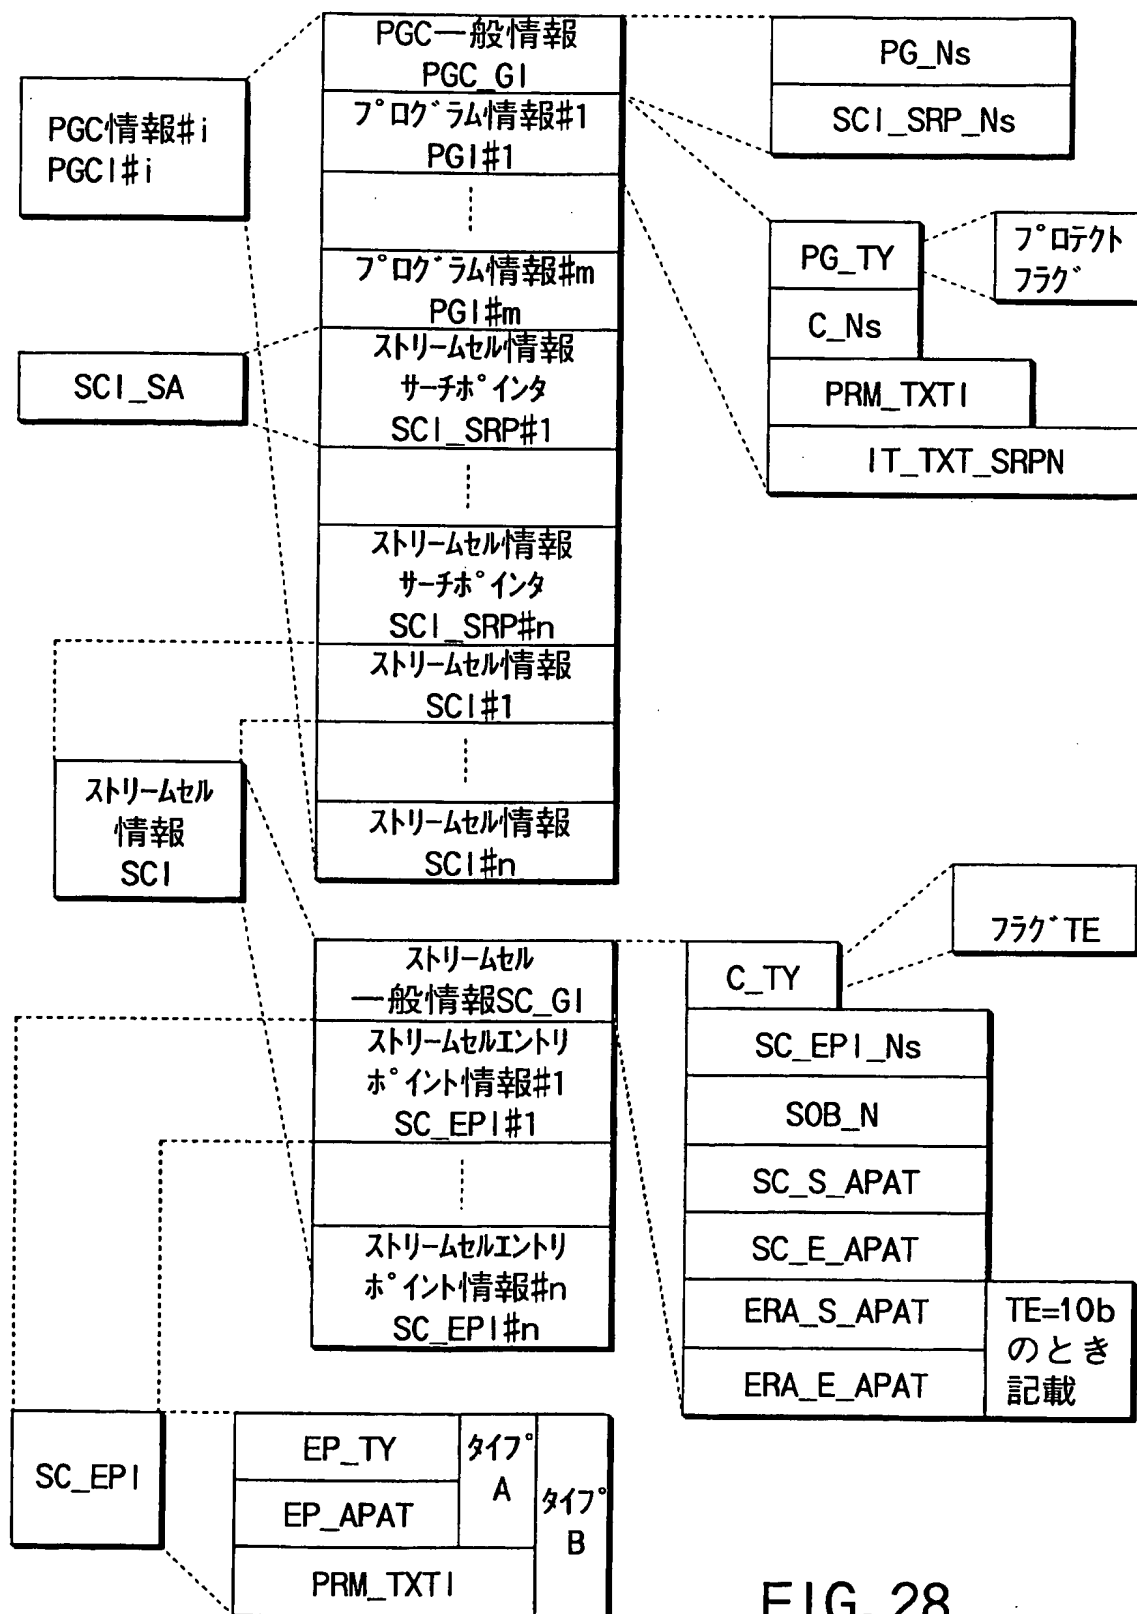 PGC情報#i
PGCI#i
PGC一般情報
PGC_GI
プログラム情報#1
PGI#1
プログラム情報#m
PGI#m
ストリームセル情報
サーチポインタ
SCI_SRP#1
ストリームセル情報
サーチポインタ
SCI_SRP#n
ストリームセル情報
SCI#1
ストリームセル情報
SCI#n
PG_Ns
SCI_SRP_Ns
PG_TY
プロテクト
フラグ
C_Ns
PRM_TXTI
IT_TXT_SRPN
SCI_SA
ストリームセル
情報
SCI
ストリームセル
一般情報SC_GI
ストリームセルエントリ
ポイント情報#1
SC_EPI#1
ストリームセルエントリ
ポイント情報#n
SC_EPI#n
C_TY
フラグTE
SC_EPI_Ns
SOB_N
SC_S_APAT
SC_E_APAT
ERA_S_APAT
ERA_E_APAT
TE=10b
のとき
記載
SC_EPI
EP_TY
EP_APAT
PRM_TXTI
タイプ
A
タイプ
B
FIG. 28